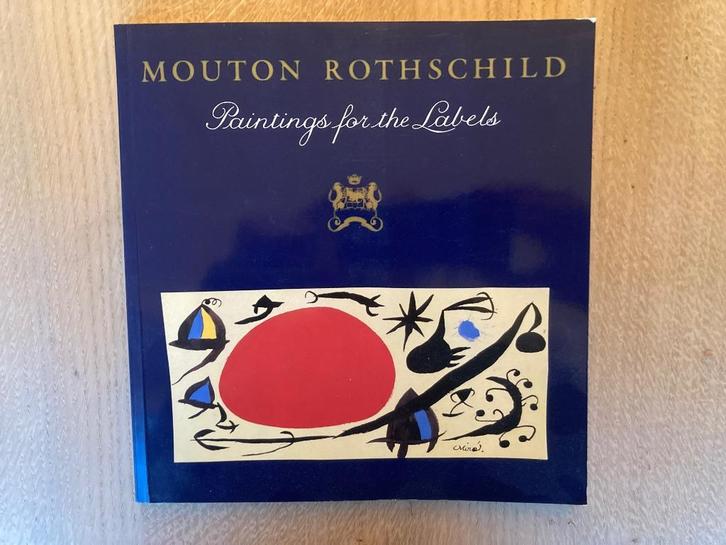 MOUTON ROTHSCHILD
Paintings for the Labels
Miró.